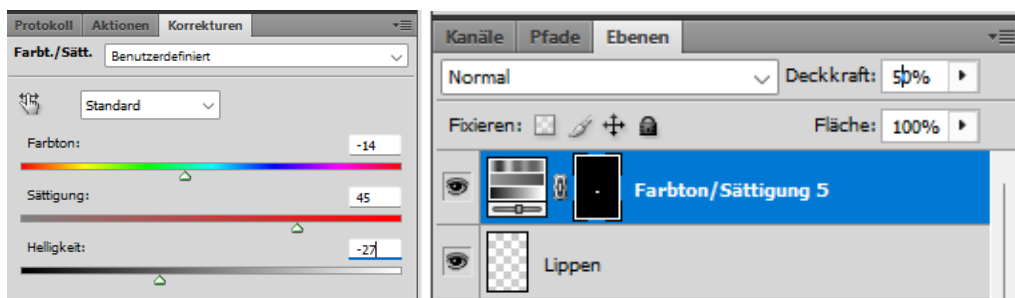 Protokoll Aktionen Korrekturen
Farbt./Sätt. Benutzerdefiniert
Standard
Farbton: -14
Sättigung: 45
Helligkeit: -27
Kanäle Pfade Ebenen
Normal Deckkraft: 50%
Fixieren: Fläche: 100%
Farbton/Sättigung 5
Lippen